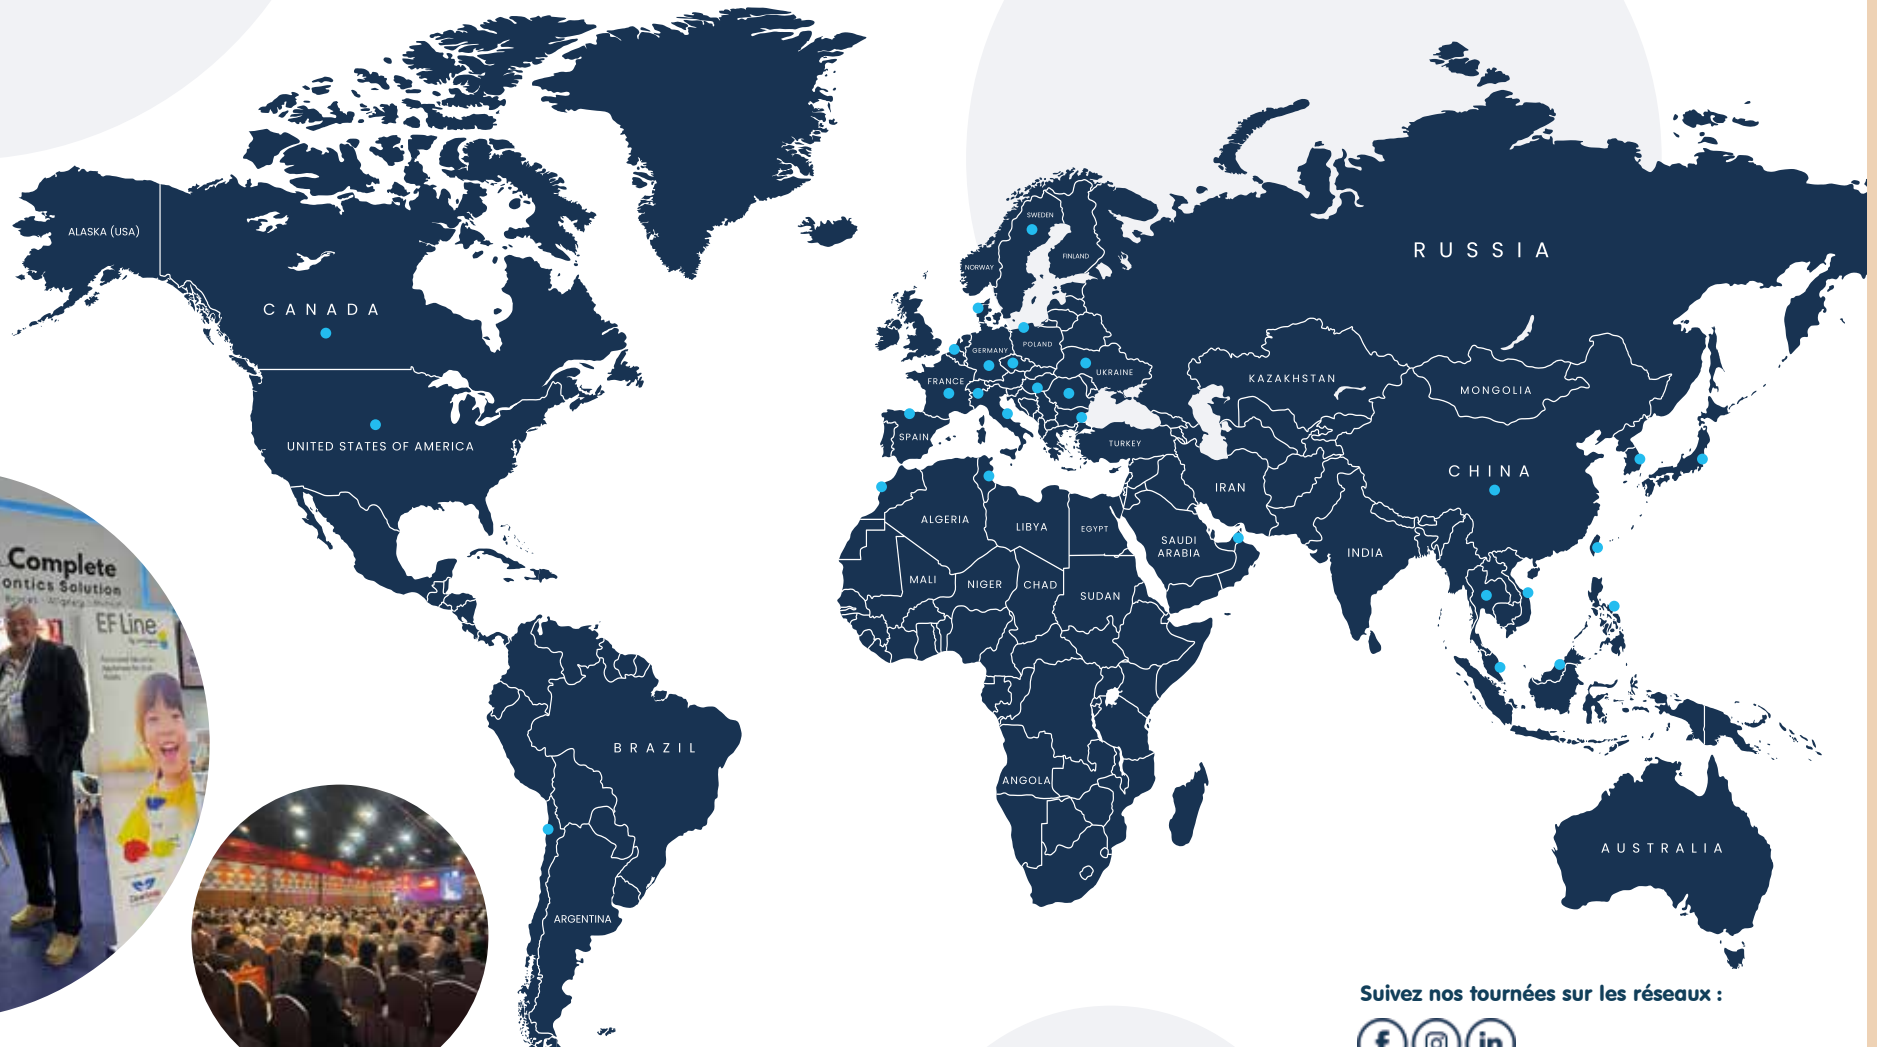 ALASKA (USA)
CANADA
UNITED STATES OF AMERICA
SWEDEN
NORWAY
FINLAND
RUSSIA
GERMANY
POLAND
UKRAINE
FRANCE
SPAIN
TURKEY
KAZAKHSTAN
MONGOLIA
CHINA
IRAN
ALGERIA
LIBYA
EGYPT
SAUDI
ARABIA
INDIA
MALI
NIGER
CHAD
SUDAN
BRAZIL
ANGOLA
ARGENTINA
AUSTRALIA
Complete
ontics Solution
EF Line
Suivez nos tournées sur les réseaux :
f
in